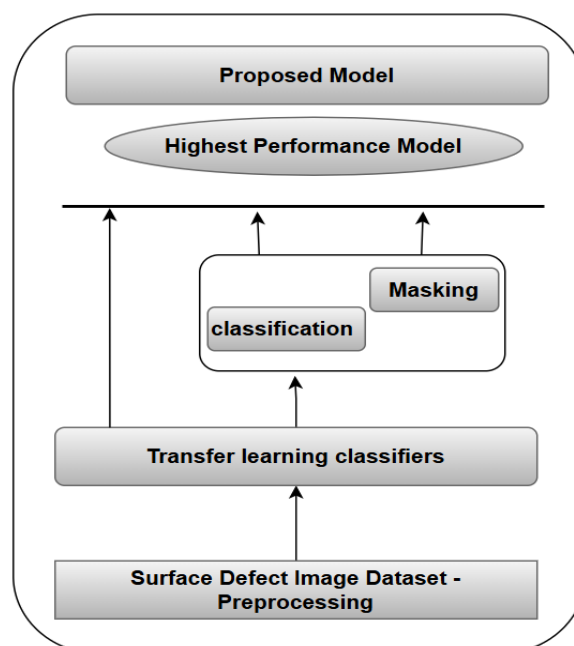 Proposed Model
Highest Performance Model
Masking
classification
Transfer learning classifiers
Surface Defect Image Dataset -
Preprocessing